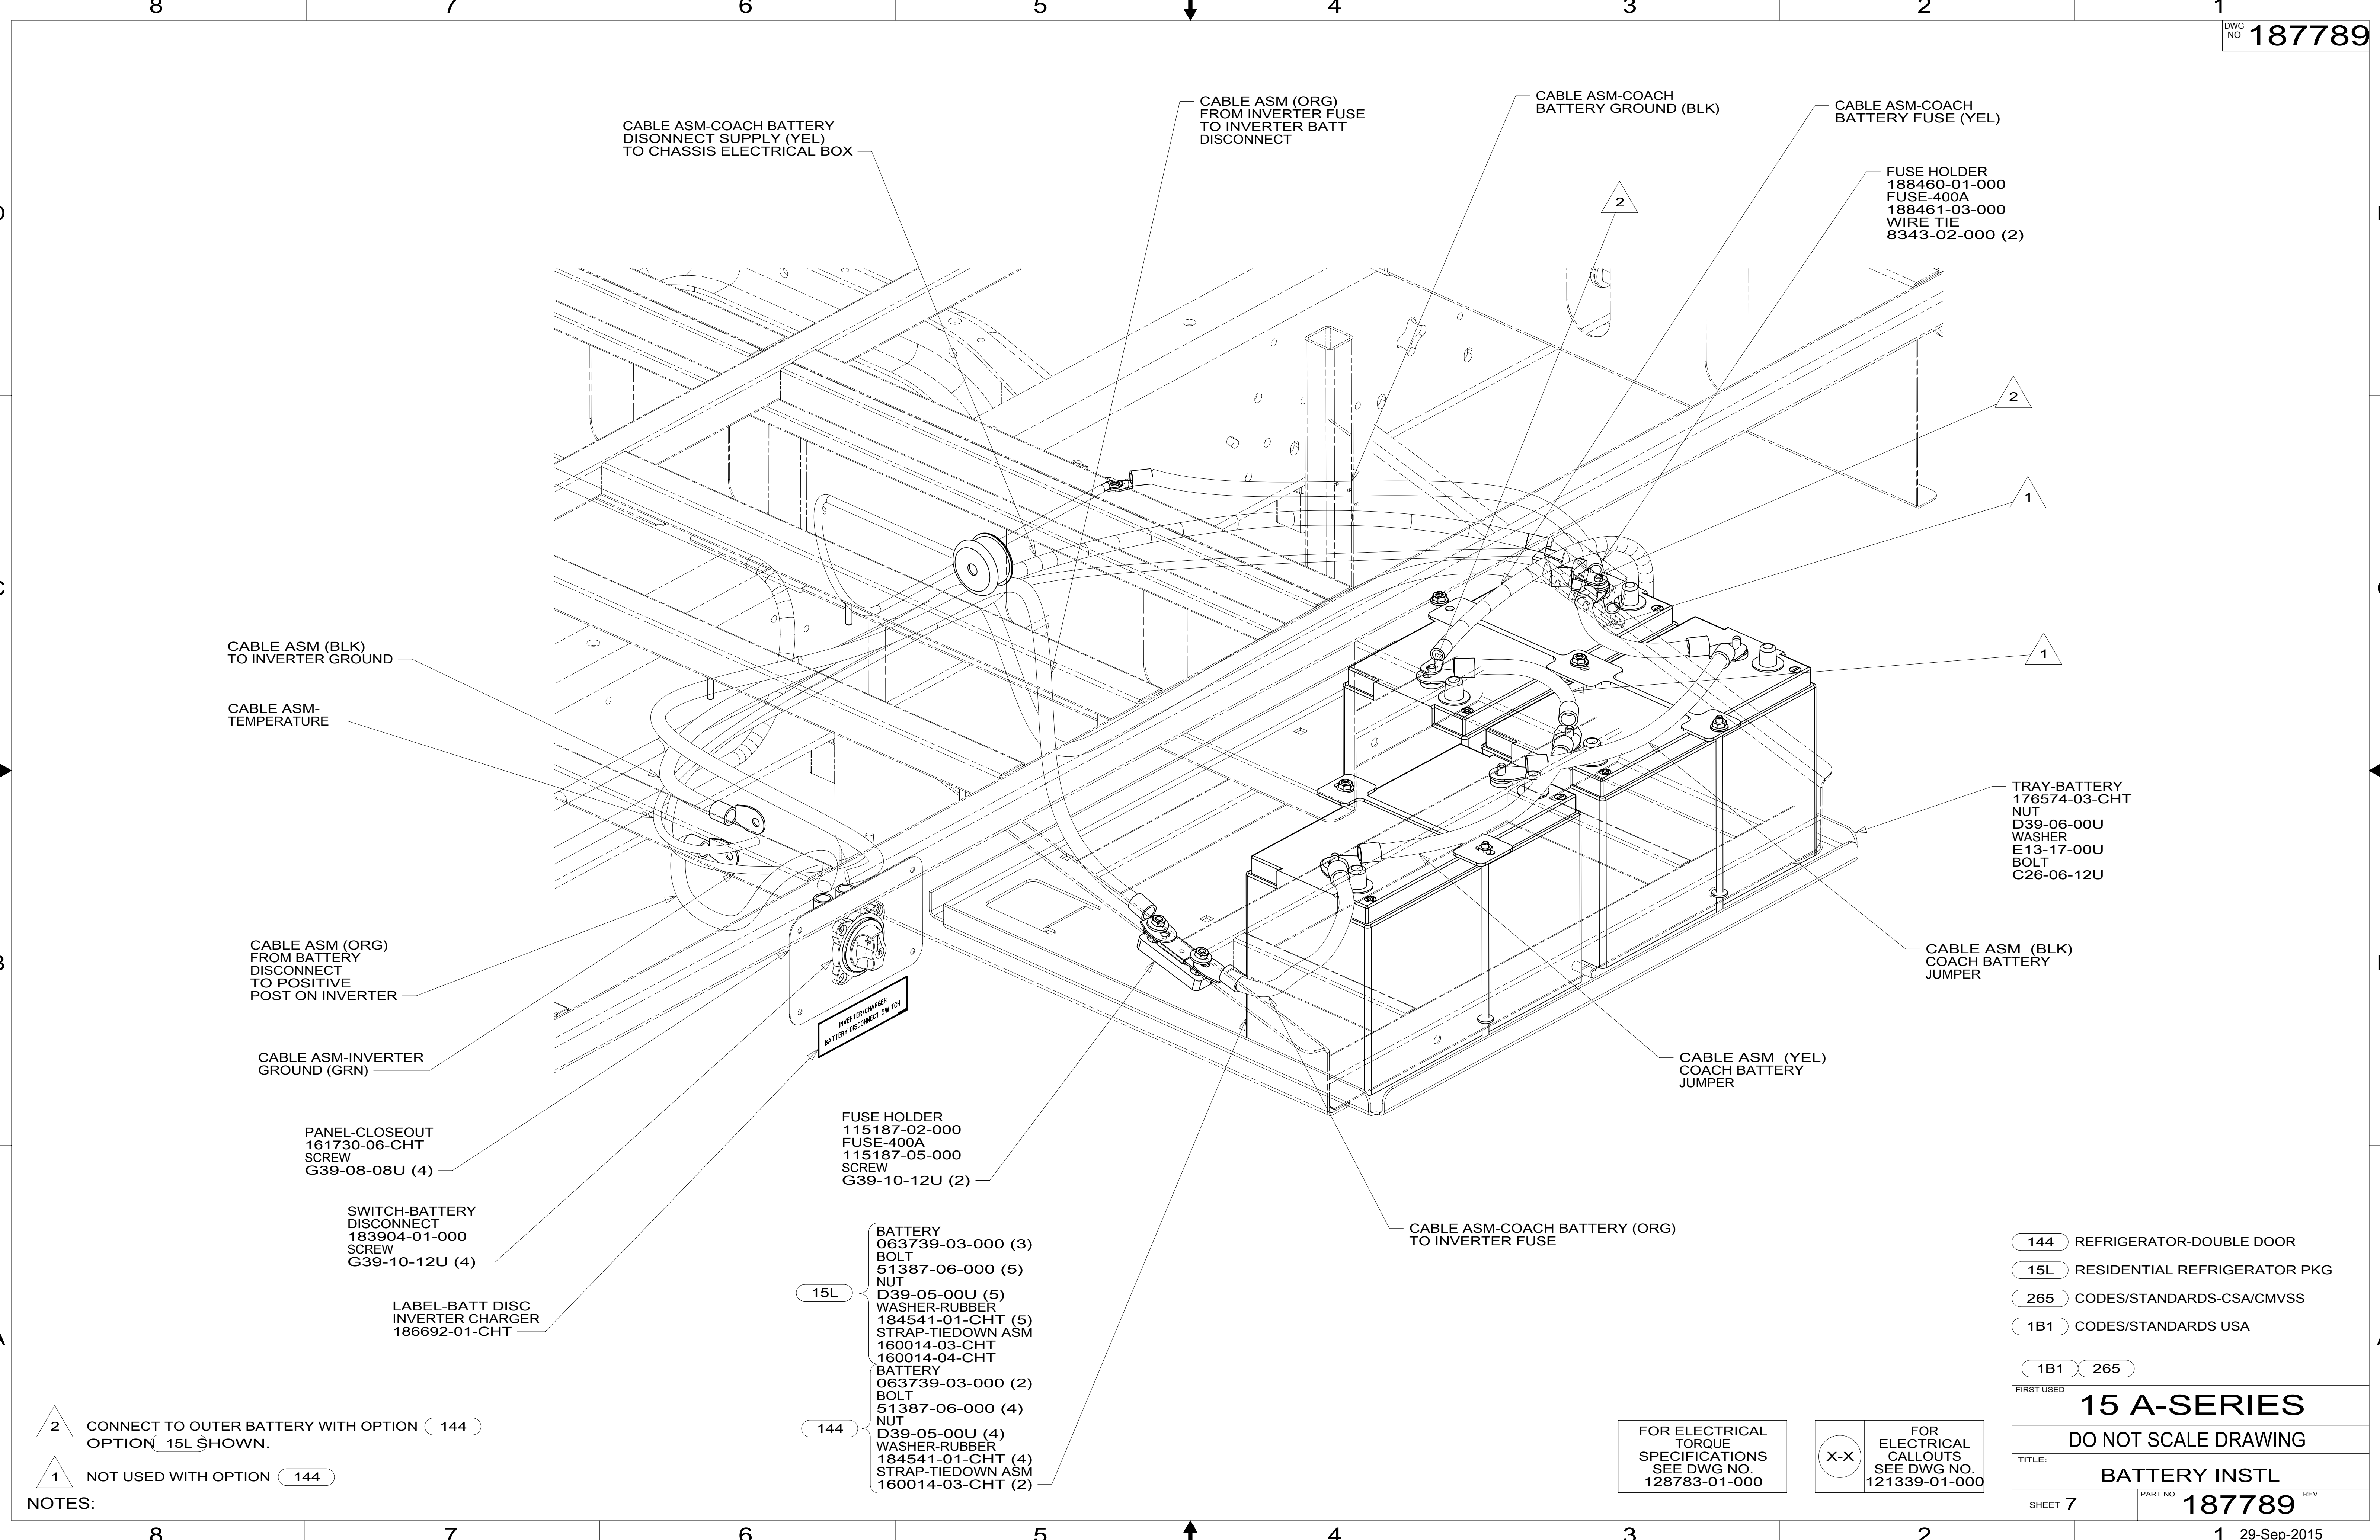 8 7 6 5 4 3 2 1
DWG
NO 187789
CABLE ASM-COACH BATTERY
DISONNECT SUPPLY (YEL)
TO CHASSIS ELECTRICAL BOX
CABLE ASM (ORG)
FROM INVERTER FUSE
TO INVERTER BATT
DISCONNECT
CABLE ASM-COACH
BATTERY GROUND (BLK)
CABLE ASM-COACH
BATTERY FUSE (YEL)
FUSE HOLDER
188460-01-000
FUSE-400A
188461-03-000
WIRE TIE
8343-02-000 (2)
2
2
1
1
CABLE ASM (BLK)
TO INVERTER GROUND
CABLE ASM-
TEMPERATURE
TRAY-BATTERY
176574-03-CHT
NUT
D39-06-00U
WASHER
E13-17-00U
BOLT
C26-06-12U
CABLE ASM (ORG)
FROM BATTERY
DISCONNECT
TO POSITIVE
POST ON INVERTER
CABLE ASM (BLK)
COACH BATTERY
JUMPER
INVERTER/CHARGER
BATTERY DISCONNECT SWITCH
CABLE ASM-INVERTER
GROUND (GRN)
CABLE ASM (YEL)
COACH BATTERY
JUMPER
PANEL-CLOSEOUT
161730-06-CHT
SCREW
G39-08-08U (4)
FUSE HOLDER
115187-02-000
FUSE-400A
115187-05-000
SCREW
G39-10-12U (2)
SWITCH-BATTERY
DISCONNECT
183904-01-000
SCREW
G39-10-12U (4)
CABLE ASM-COACH BATTERY (ORG)
TO INVERTER FUSE
LABEL-BATT DISC
INVERTER CHARGER
186692-01-CHT
15L
BATTERY
063739-03-000 (3)
BOLT
51387-06-000 (5)
NUT
D39-05-00U (5)
WASHER-RUBBER
184541-01-CHT (5)
STRAP-TIEDOWN ASM
160014-03-CHT
160014-04-CHT
144
BATTERY
063739-03-000 (2)
BOLT
51387-06-000 (4)
NUT
D39-05-00U (4)
WASHER-RUBBER
184541-01-CHT (4)
STRAP-TIEDOWN ASM
160014-03-CHT (2)
144 REFRIGERATOR-DOUBLE DOOR
15L RESIDENTIAL REFRIGERATOR PKG
265 CODES/STANDARDS-CSA/CMVSS
1B1 CODES/STANDARDS USA
1B1 265
2 CONNECT TO OUTER BATTERY WITH OPTION 144
OPTION 15L SHOWN.
1 NOT USED WITH OPTION 144
NOTES:
FOR ELECTRICAL
TORQUE
SPECIFICATIONS
SEE DWG NO.
128783-01-000
X-X
FOR
ELECTRICAL
CALLOUTS
SEE DWG NO.
121339-01-000
FIRST USED
15 A-SERIES
DO NOT SCALE DRAWING
TITLE:
BATTERY INSTL
SHEET 7
PART NO 187789 REV
8 7 6 5 4 3 2 1
29-Sep-2015